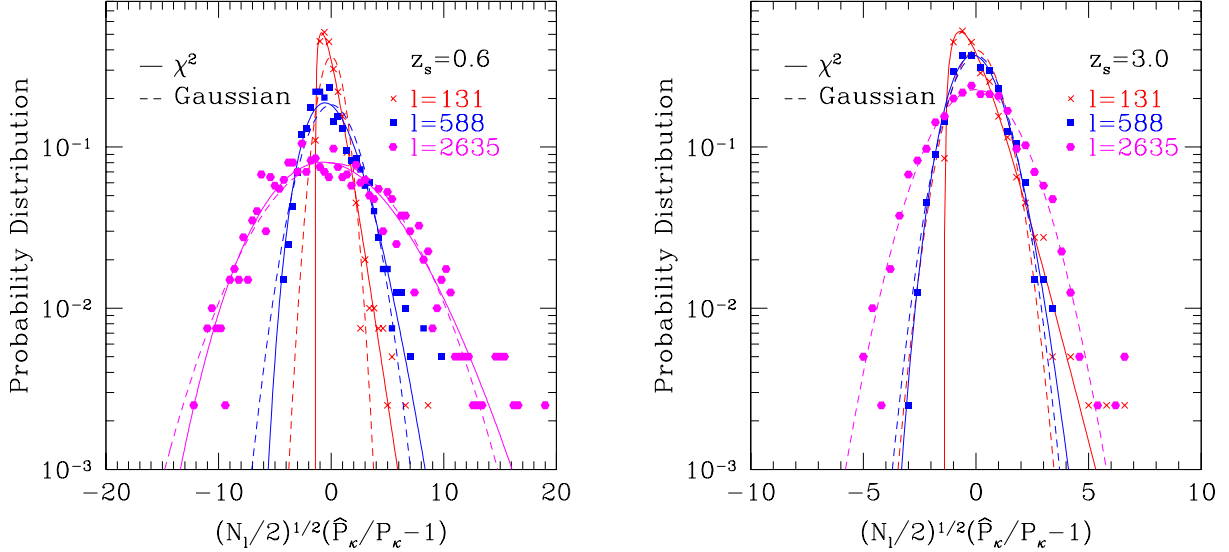 Probability Distribution
10⁻¹
10⁻²
10⁻³
−20
−10
0
10
20
(N_l/2)^{1/2}(P̂_κ/P_κ−1)
χ²
Gaussian
z_s=0.6
l=131
l=588
l=2635
Probability Distribution
10⁻¹
10⁻²
10⁻³
−10
−5
0
5
10
(N_l/2)^{1/2}(P̂_κ/P_κ−1)
χ²
Gaussian
z_s=3.0
l=131
l=588
l=2635